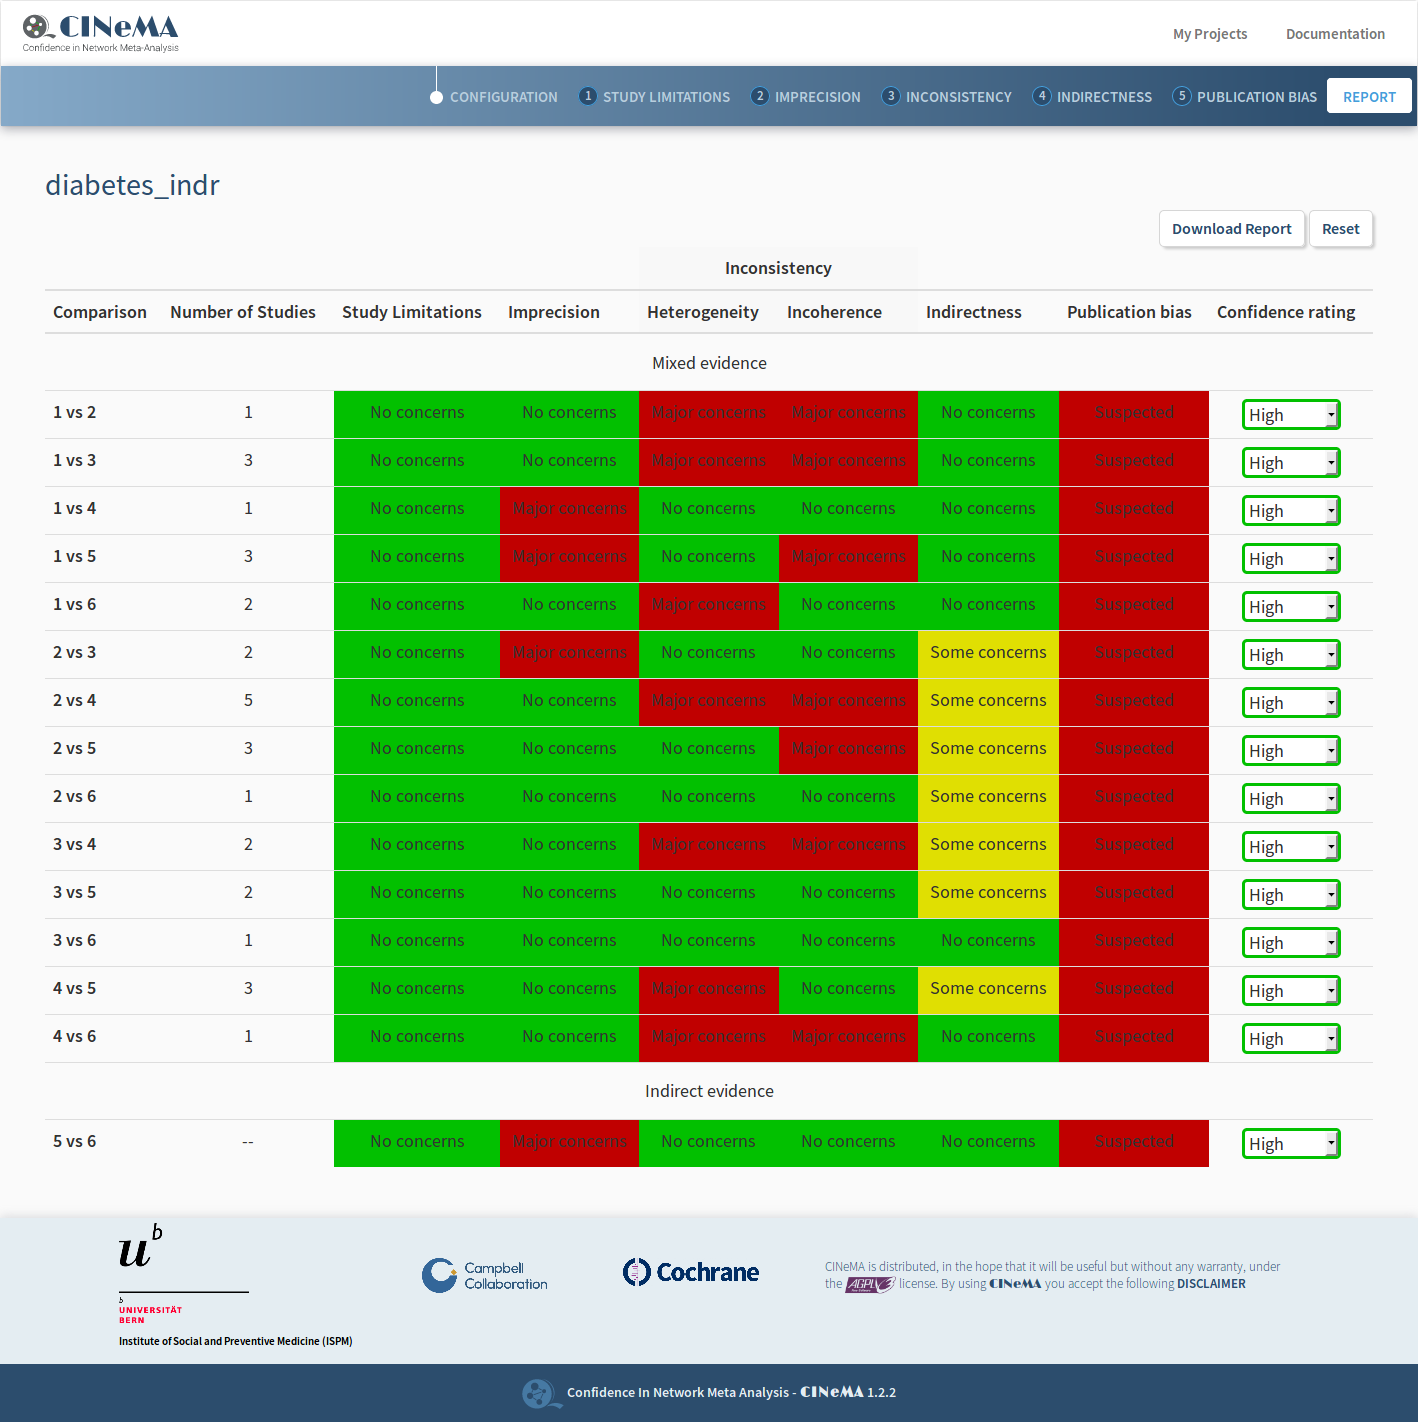 CINeMA
Confidence in Network Meta-Analysis
My Projects Documentation
CONFIGURATION 1 STUDY LIMITATIONS 2 IMPRECISION 3 INCONSISTENCY 4 INDIRECTNESS 5 PUBLICATION BIAS REPORT
diabetes_indr
Download Report Reset
Inconsistency
Comparison Number of Studies Study Limitations Imprecision Heterogeneity Incoherence Indirectness Publication bias Confidence rating
Mixed evidence
1 vs 2 1 No concerns No concerns Major concerns Major concerns No concerns Suspected High
1 vs 3 3 No concerns No concerns Major concerns Major concerns No concerns Suspected High
1 vs 4 1 No concerns Major concerns No concerns No concerns No concerns Suspected High
1 vs 5 3 No concerns Major concerns No concerns Major concerns No concerns Suspected High
1 vs 6 2 No concerns No concerns Major concerns No concerns No concerns Suspected High
2 vs 3 2 No concerns Major concerns No concerns No concerns Some concerns Suspected High
2 vs 4 5 No concerns No concerns Major concerns Major concerns Some concerns Suspected High
2 vs 5 3 No concerns No concerns No concerns Major concerns Some concerns Suspected High
2 vs 6 1 No concerns No concerns No concerns No concerns Some concerns Suspected High
3 vs 4 2 No concerns No concerns Major concerns Major concerns Some concerns Suspected High
3 vs 5 2 No concerns No concerns No concerns No concerns Some concerns Suspected High
3 vs 6 1 No concerns No concerns No concerns No concerns No concerns Suspected High
4 vs 5 3 No concerns No concerns Major concerns No concerns Some concerns Suspected High
4 vs 6 1 No concerns No concerns Major concerns Major concerns No concerns Suspected High
Indirect evidence
5 vs 6 -- No concerns Major concerns No concerns No concerns No concerns Suspected High
u b
b
UNIVERSITÄT
BERN
Institute of Social and Preventive Medicine (ISPM)
Campbell
Collaboration
Cochrane
CINeMA is distributed, in the hope that it will be useful but without any warranty, under
the AGPLv3 license. By using CINeMA you accept the following DISCLAIMER
Confidence In Network Meta Analysis - CINeMA 1.2.2